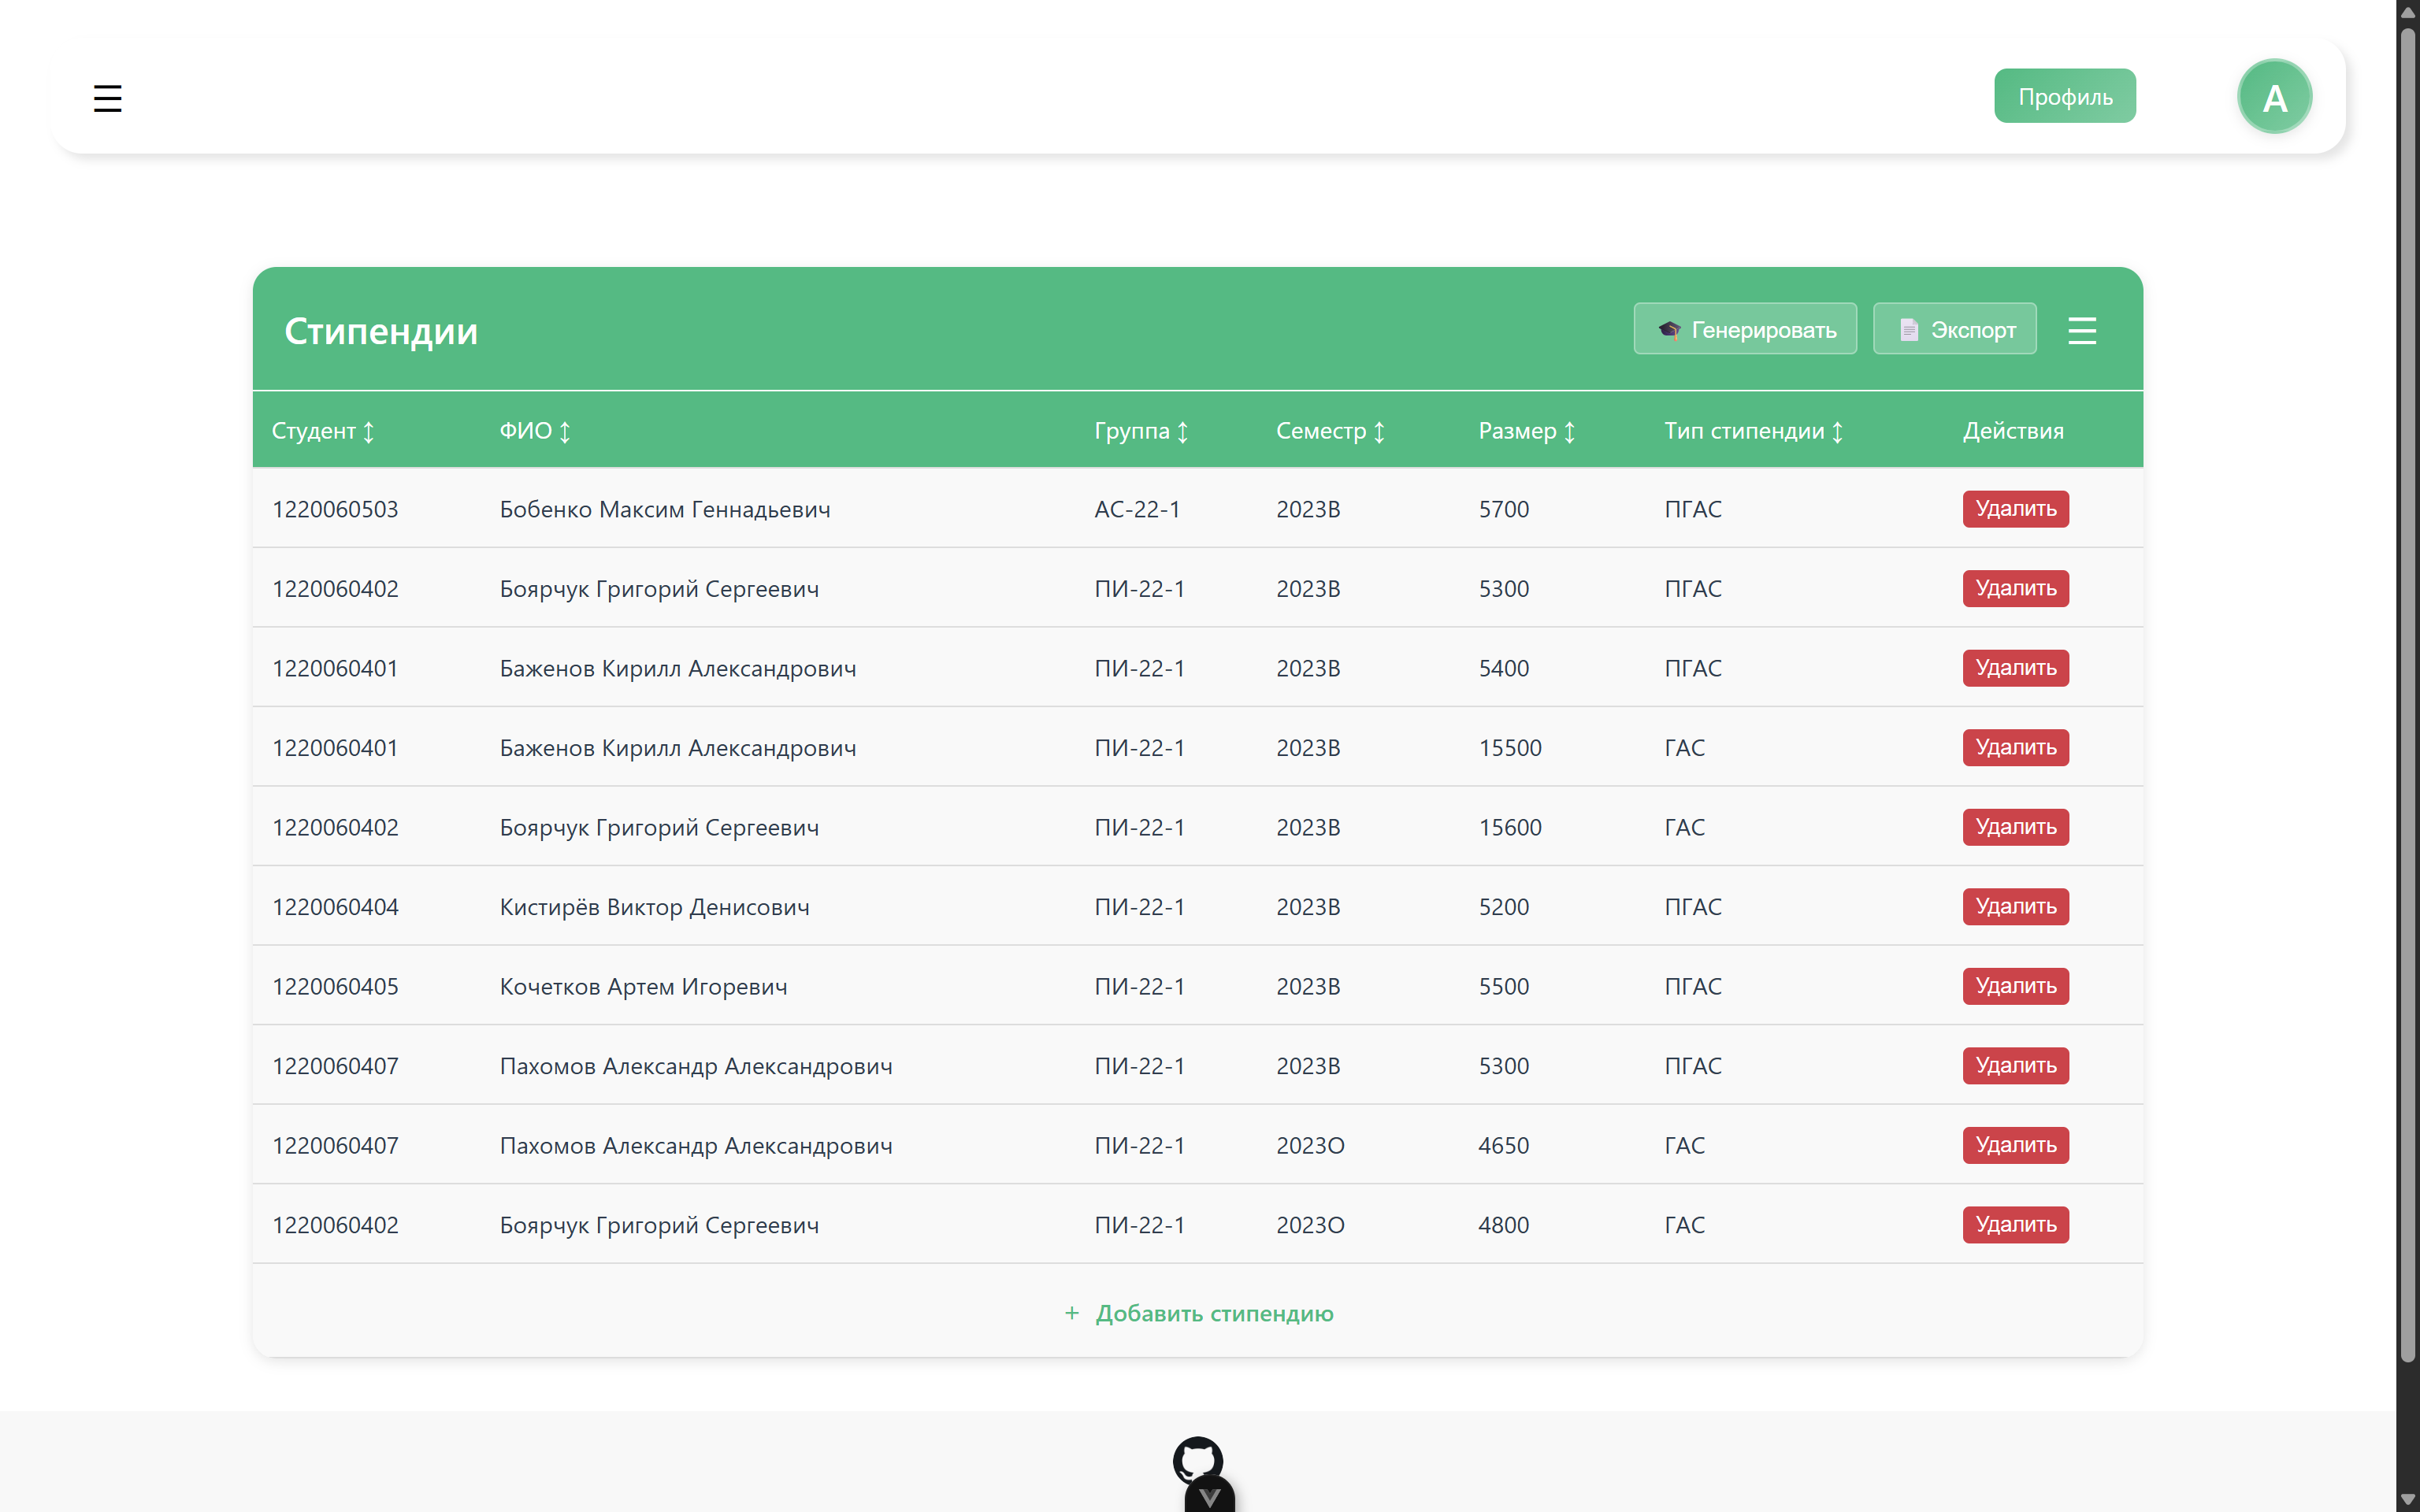 Профиль
А
Стипендии
Генерировать
Экспорт
Студент ↕ ФИО ↕ Группа ↕ Семестр ↕ Размер ↕ Тип стипендии ↕ Действия
1220060503 Бобенко Максим Геннадьевич АС-22-1 2023В 5700 ПГАС Удалить
1220060402 Боярчук Григорий Сергеевич ПИ-22-1 2023В 5300 ПГАС Удалить
1220060401 Баженов Кирилл Александрович ПИ-22-1 2023В 5400 ПГАС Удалить
1220060401 Баженов Кирилл Александрович ПИ-22-1 2023В 15500 ГАС Удалить
1220060402 Боярчук Григорий Сергеевич ПИ-22-1 2023В 15600 ГАС Удалить
1220060404 Кистирёв Виктор Денисович ПИ-22-1 2023В 5200 ПГАС Удалить
1220060405 Кочетков Артем Игоревич ПИ-22-1 2023В 5500 ПГАС Удалить
1220060407 Пахомов Александр Александрович ПИ-22-1 2023В 5300 ПГАС Удалить
1220060407 Пахомов Александр Александрович ПИ-22-1 2023О 4650 ГАС Удалить
1220060402 Боярчук Григорий Сергеевич ПИ-22-1 2023О 4800 ГАС Удалить
+ Добавить стипендию